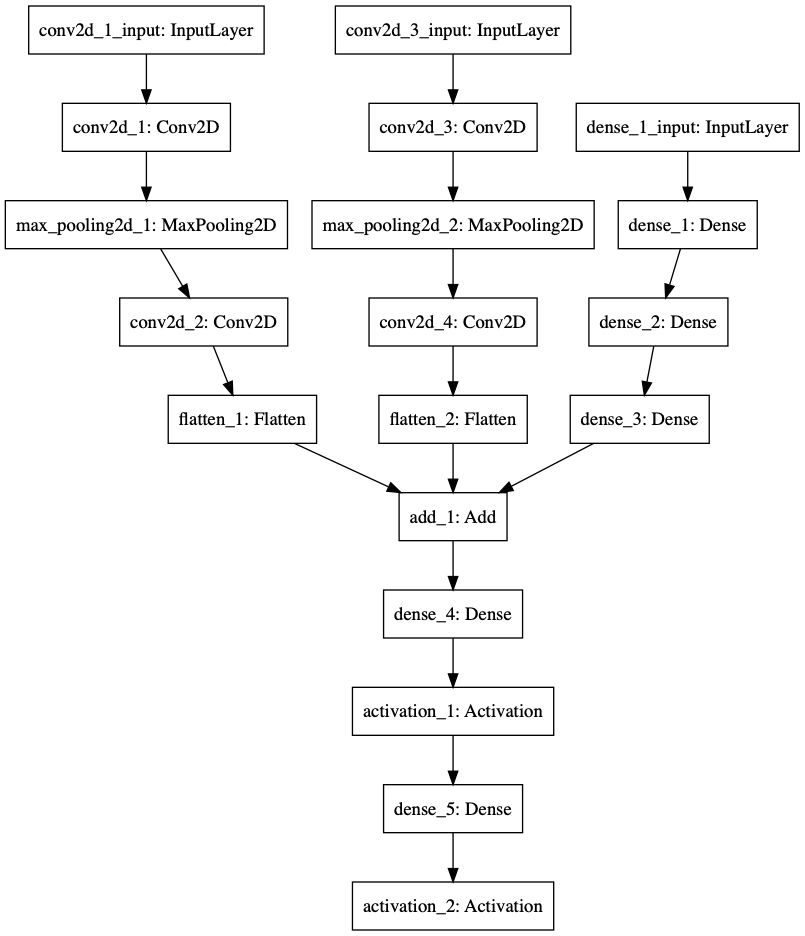 conv2d_1_input: InputLayer
conv2d_3_input: InputLayer
conv2d_1: Conv2D
conv2d_3: Conv2D
dense_1_input: InputLayer
max_pooling2d_1: MaxPooling2D
max_pooling2d_2: MaxPooling2D
dense_1: Dense
conv2d_2: Conv2D
conv2d_4: Conv2D
dense_2: Dense
flatten_1: Flatten
flatten_2: Flatten
dense_3: Dense
add_1: Add
dense_4: Dense
activation_1: Activation
dense_5: Dense
activation_2: Activation